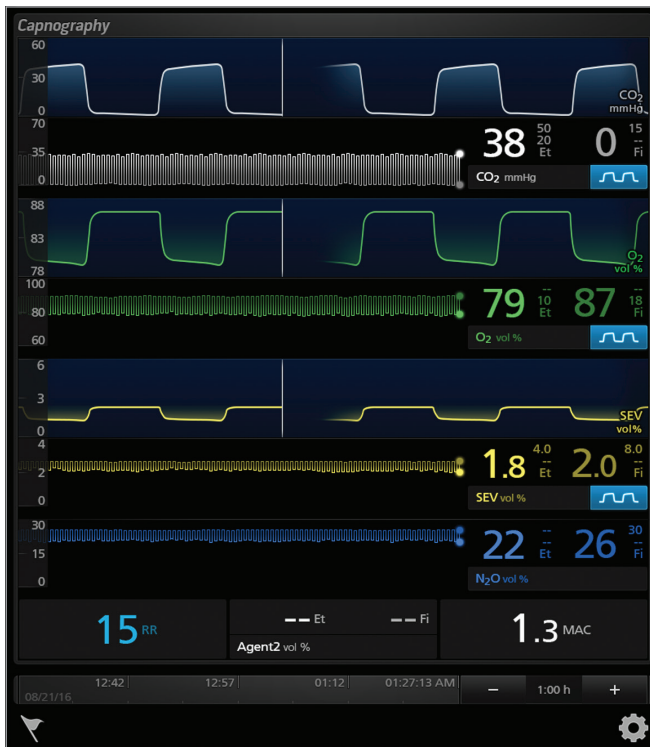 Capnography
60
30
0
CO2
mmHg
70
35
0
38 50 20 Et 0 15 -- Fi
CO2 mmHg
88
83
78
O2
vol %
100
80
60
79 -- 10 Et 87 -- 18 Fi
O2 vol %
6
3
0
SEV
vol%
4
2
0
1.8 4.0 -- Et 2.0 8.0 -- Fi
SEV vol %
30
15
0
22 -- -- Et 26 30 -- Fi
N2O vol %
15 RR
-- Et -- Fi
Agent2 vol %
1.3 MAC
12:42 12:57 01:12 01:27:13 AM
08/21/16
− 1:00 h +